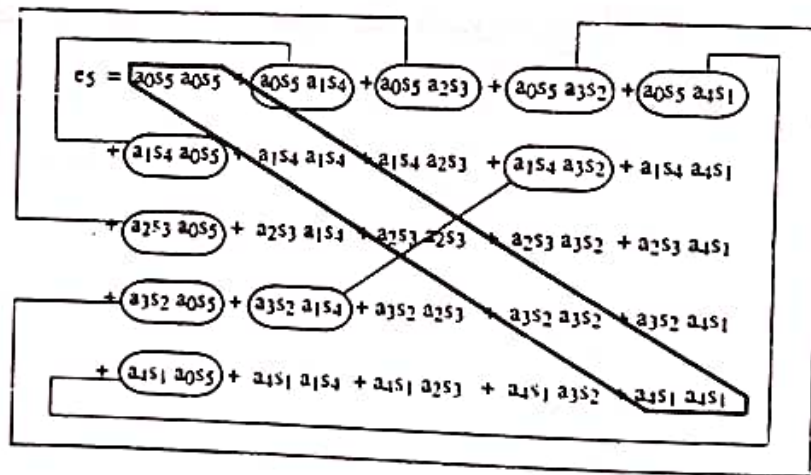 e5 = a0s5 a0s5 + a0s5 a1s4 + a0s5 a2s3 + a0s5 a3s2 + a0s5 a4s1
+ a1s4 a0s5 + a1s4 a1s4 + a1s4 a2s3 + a1s4 a3s2 + a1s4 a4s1
+ a2s3 a0s5 + a2s3 a1s4 + a2s3 a2s3 + a2s3 a3s2 + a2s3 a4s1
+ a3s2 a0s5 + a3s2 a1s4 + a3s2 a2s3 + a3s2 a3s2 + a3s2 a4s1
+ a4s1 a0s5 + a4s1 a1s4 + a4s1 a2s3 + a4s1 a3s2 + a4s1 a4s1